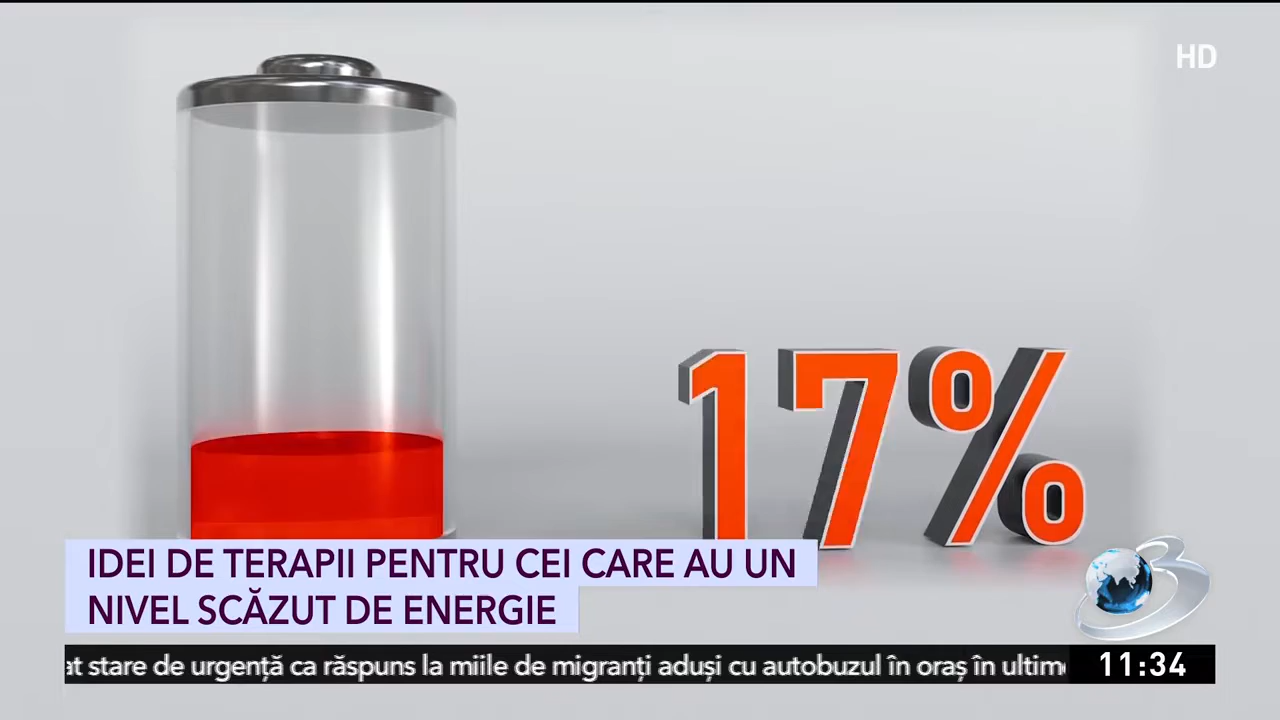 HD
17%
IDEI DE TERAPII PENTRU CEI CARE AU UN
NIVEL SCĂZUT DE ENERGIE
stare de urgență ca răspuns la miile de migranți aduși cu autobuzul în oraș în
11:34
3